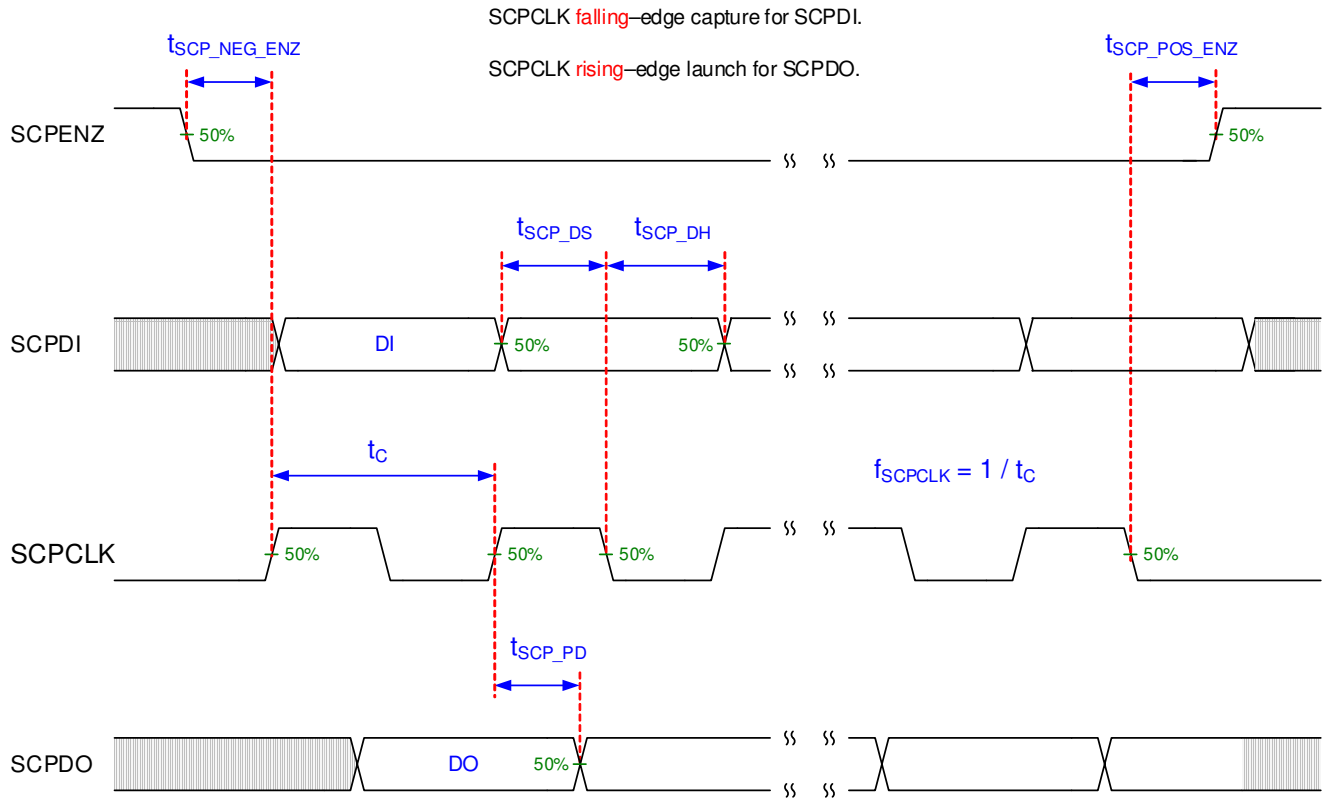 SCPCLK falling–edge capture for SCPDI.
SCPCLK rising–edge launch for SCPDO.
tSCP_NEG_ENZ
tSCP_POS_ENZ
SCPENZ
50%
50%
tSCP_DS
tSCP_DH
SCPDI
DI
50%
50%
tC
fSCPCLK = 1 / tC
SCPCLK
50%
50%
50%
50%
tSCP_PD
SCPDO
DO
50%